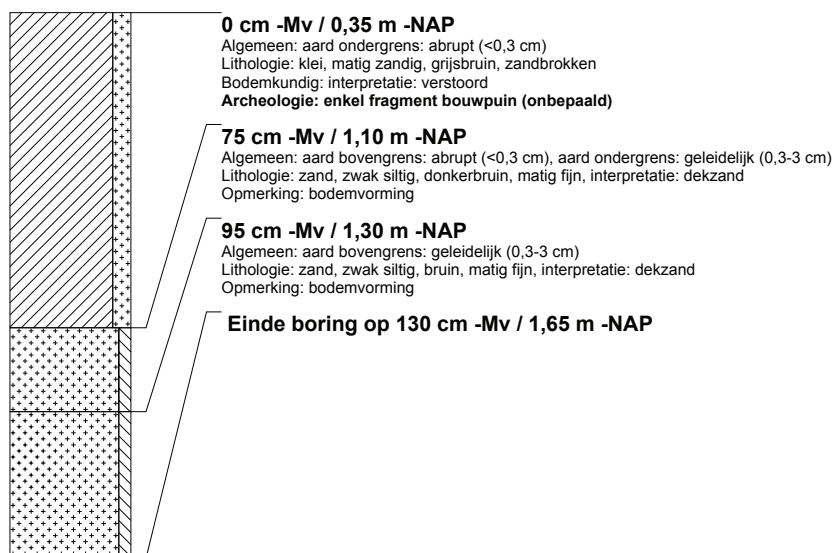 0 cm -Mv / 0,35 m -NAP
Algemeen: aard ondergrens: abrupt (<0,3 cm)
Lithologie: klei, matig zandig, grijsbruin, zandbrokken
Bodemkundig: interpretatie: verstoord
Archeologie: enkel fragment bouwpuin (onbepaald)
75 cm -Mv / 1,10 m -NAP
Algemeen: aard bovengrens: abrupt (<0,3 cm), aard ondergrens: geleidelijk (0,3-3 cm)
Lithologie: zand, zwak siltig, donkerbruin, matig fijn, interpretatie: dekzand
Opmerking: bodemvorming
95 cm -Mv / 1,30 m -NAP
Algemeen: aard bovengrens: geleidelijk (0,3-3 cm)
Lithologie: zand, zwak siltig, bruin, matig fijn, interpretatie: dekzand
Opmerking: bodemvorming
Einde boring op 130 cm -Mv / 1,65 m -NAP